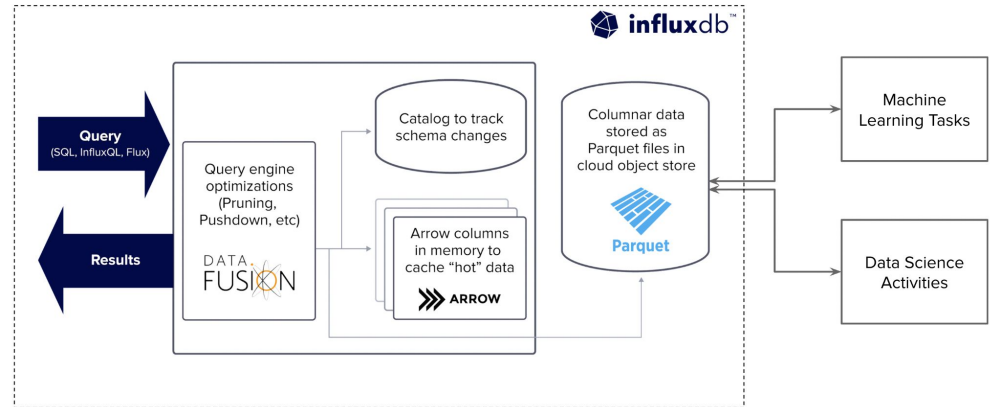 influxdb™
Query
(SQL, InfluxQL, Flux)
Results
Query engine
optimizations
(Pruning,
Pushdown, etc)
DATA
FUSION
Catalog to track
schema changes
Arrow columns
in memory to
cache “hot” data
ARROW
Columnar data
stored as
Parquet files in
cloud object store
Parquet
Machine
Learning Tasks
Data Science
Activities